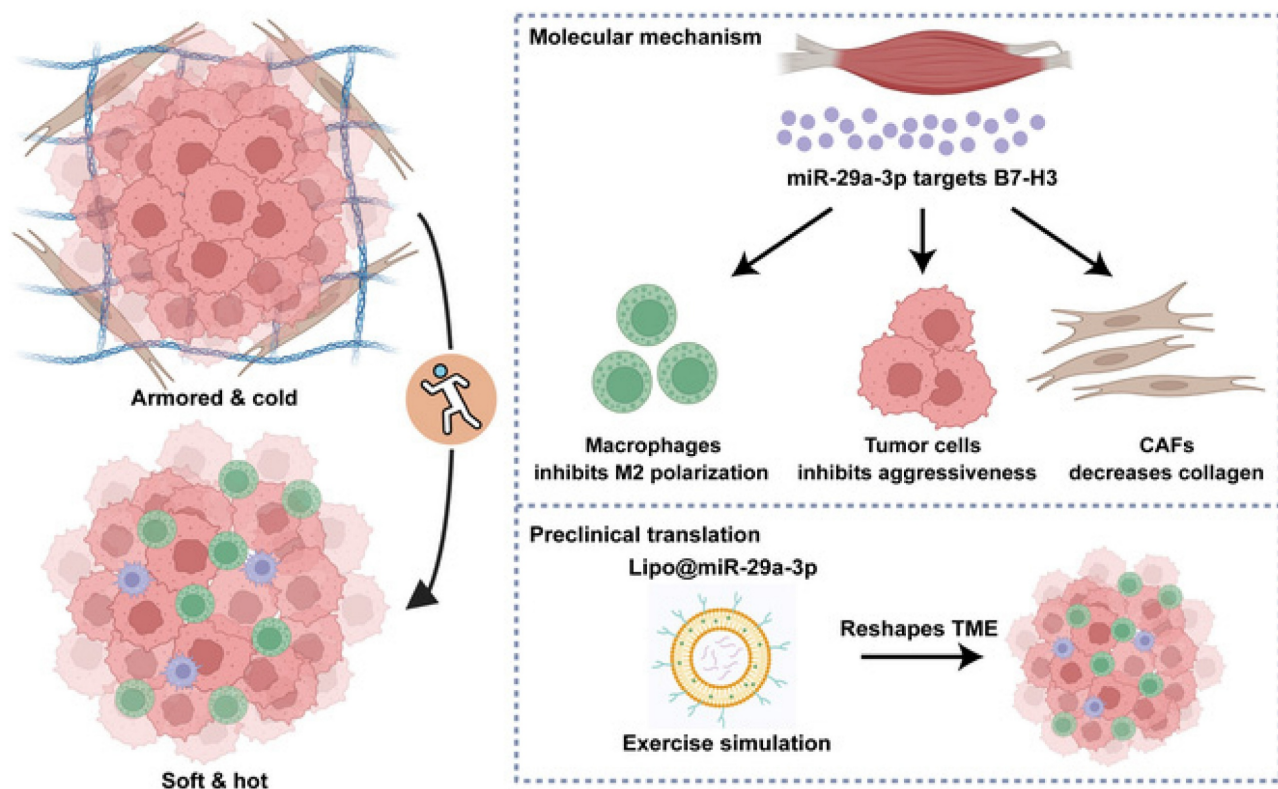 Armored & cold
Soft & hot
Molecular mechanism
miR-29a-3p targets B7-H3
Macrophages
inhibits M2 polarization
Tumor cells
inhibits aggressiveness
CAFs
decreases collagen
Preclinical translation
Lipo@miR-29a-3p
Exercise simulation
Reshapes TME